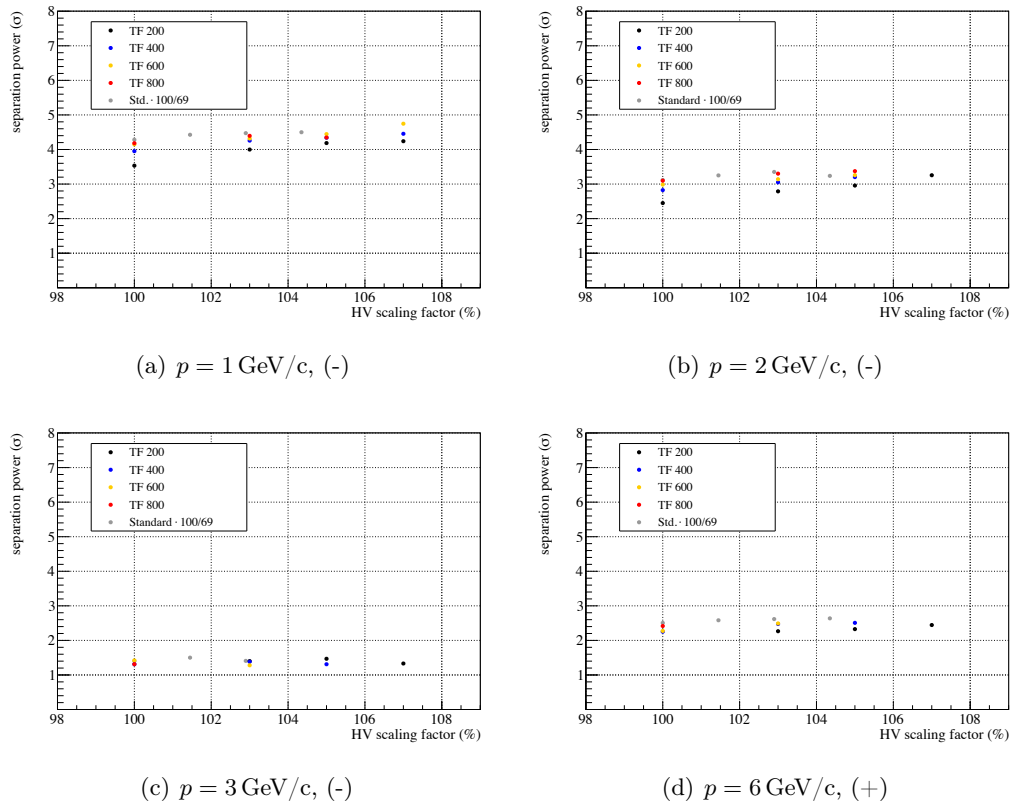 separation power (σ)
8
7
6
5
4
3
2
1
TF 200
TF 400
TF 600
TF 800
Std. · 100/69
98 100 102 104 106 108
HV scaling factor (%)
(a) p = 1 GeV/c, (-)
separation power (σ)
8
7
6
5
4
3
2
1
TF 200
TF 400
TF 600
TF 800
Standard · 100/69
98 100 102 104 106 108
HV scaling factor (%)
(b) p = 2 GeV/c, (-)
separation power (σ)
8
7
6
5
4
3
2
1
TF 200
TF 400
TF 600
TF 800
Standard · 100/69
98 100 102 104 106 108
HV scaling factor (%)
(c) p = 3 GeV/c, (-)
separation power (σ)
8
7
6
5
4
3
2
1
TF 200
TF 400
TF 600
TF 800
Std. · 100/69
98 100 102 104 106 108
HV scaling factor (%)
(d) p = 6 GeV/c, (+)